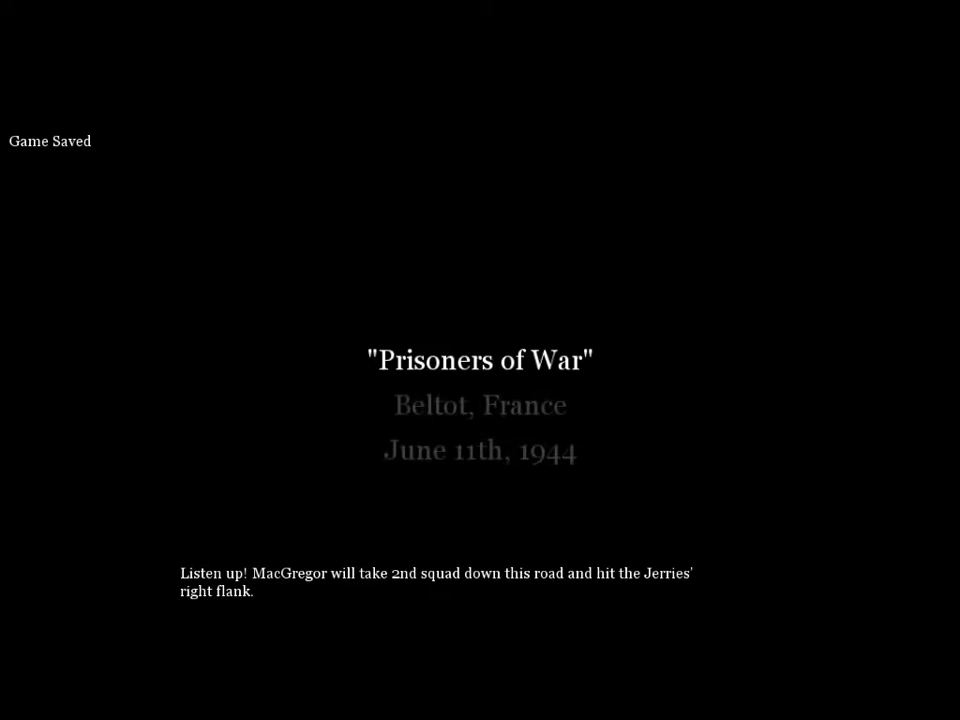 Game Saved
"Prisoners of War"
Beltot, France
June 11th, 1944
Listen up! MacGregor will take 2nd squad down this road and hit the Jerries'
right flank.